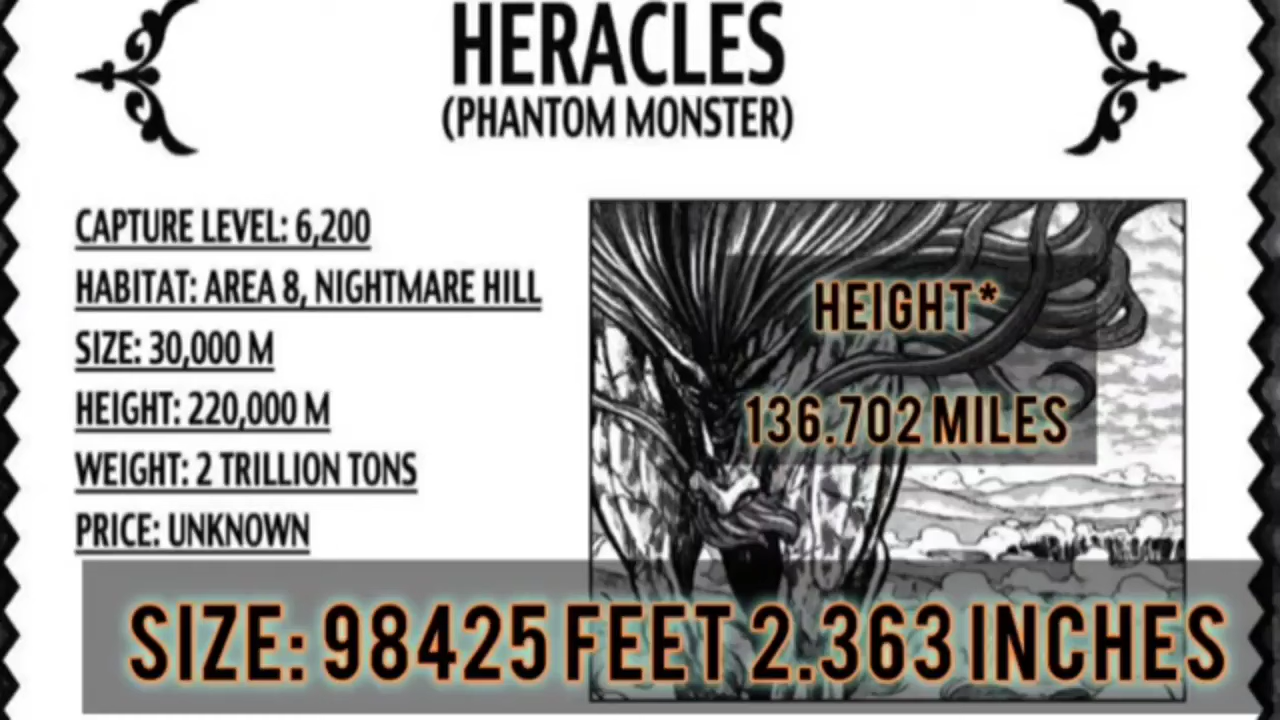 HERACLES
(PHANTOM MONSTER)
CAPTURE LEVEL: 6,200
HABITAT: AREA 8, NIGHTMARE HILL
SIZE: 30,000 M
HEIGHT: 220,000 M
WEIGHT: 2 TRILLION TONS
PRICE: UNKNOWN
HEIGHT*
136.702 MILES
SIZE: 98425 FEET 2.363 INCHES